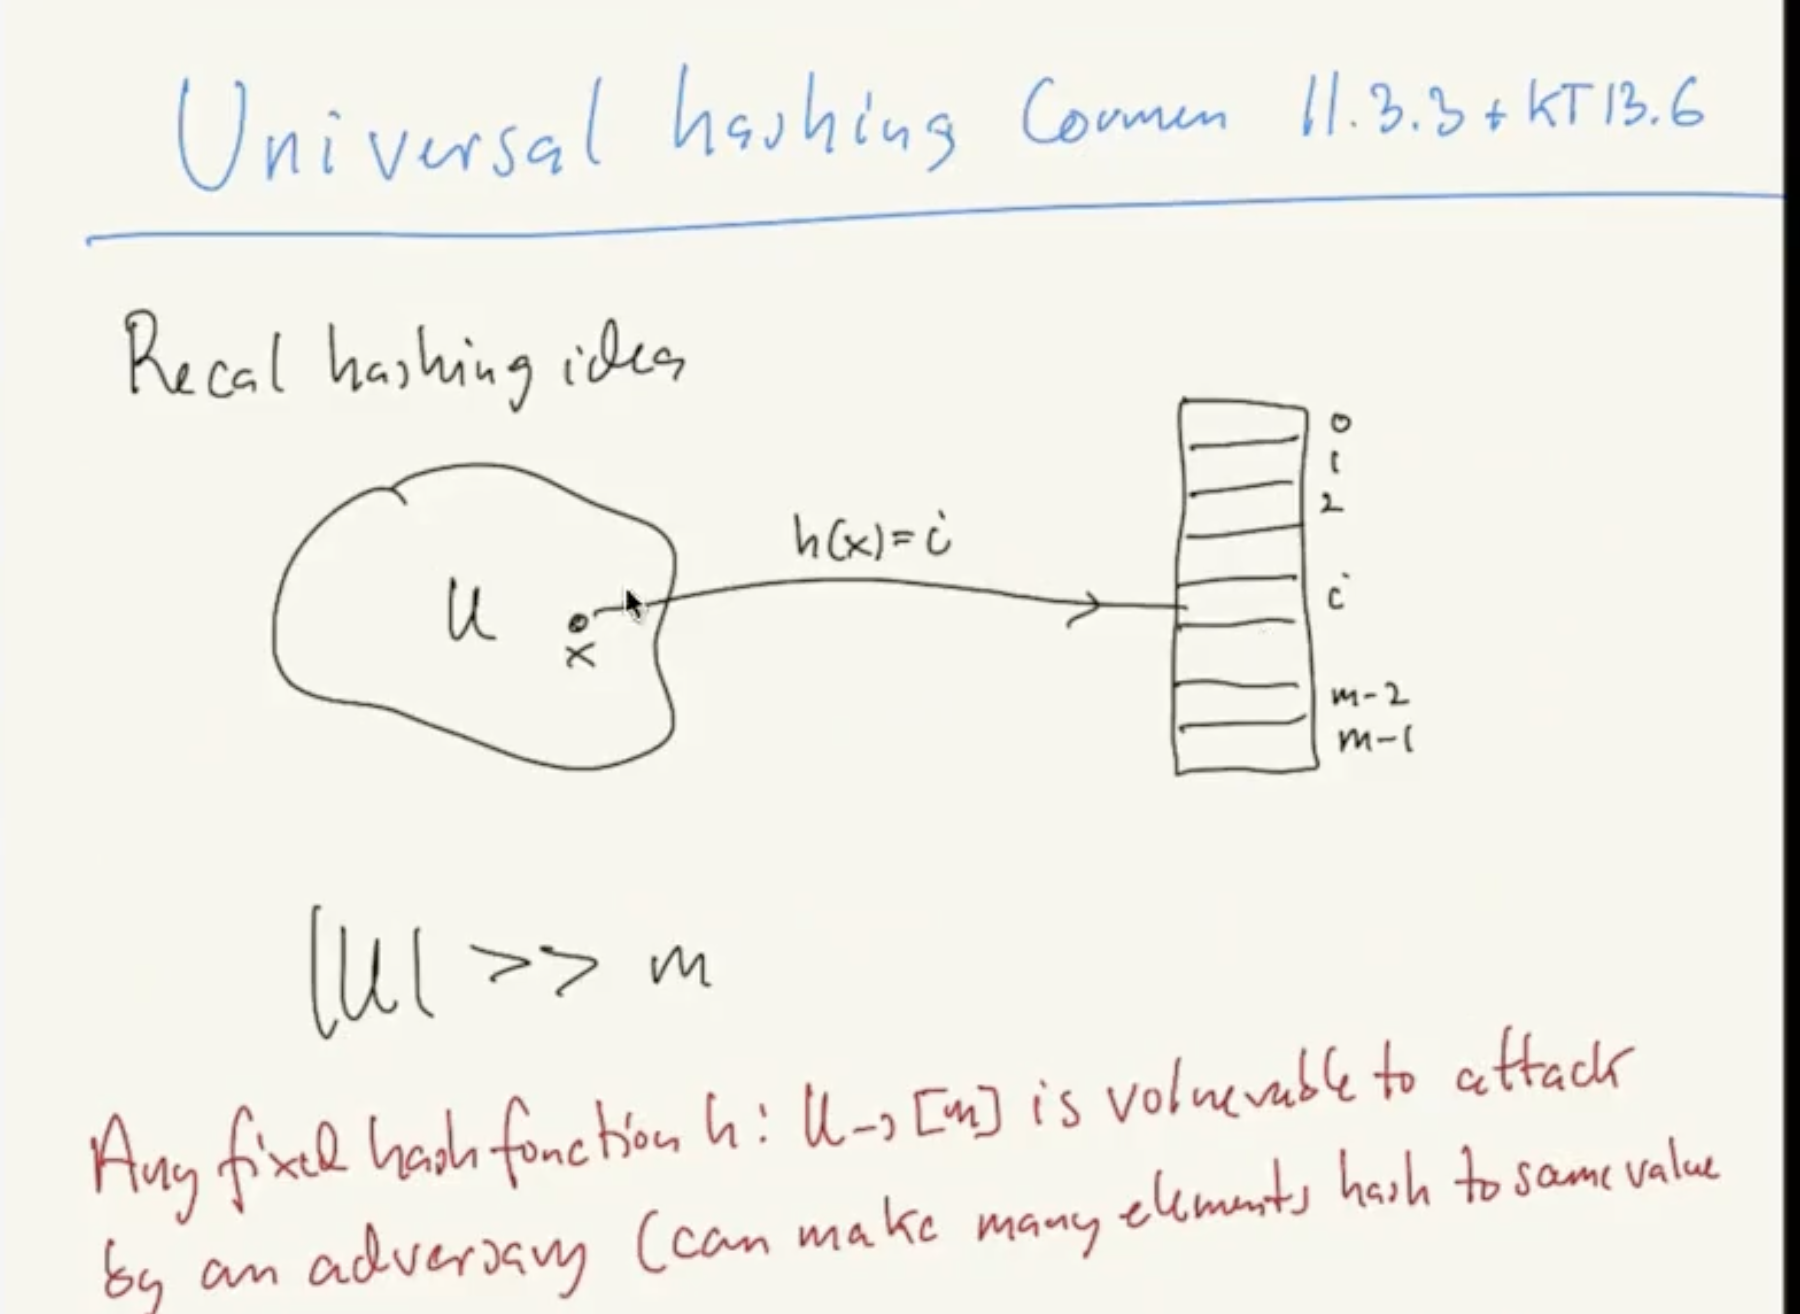 Universal hashing Cormen 11.3.3 + KT 13.6
Recal hashing idea
0
1
2
h(x)=i
U
x
i
m-2
m-1
|U| >> m
Any fixed hash function h: U→[m] is volnerable to attack
by an adversary (can make many elements hash to same value